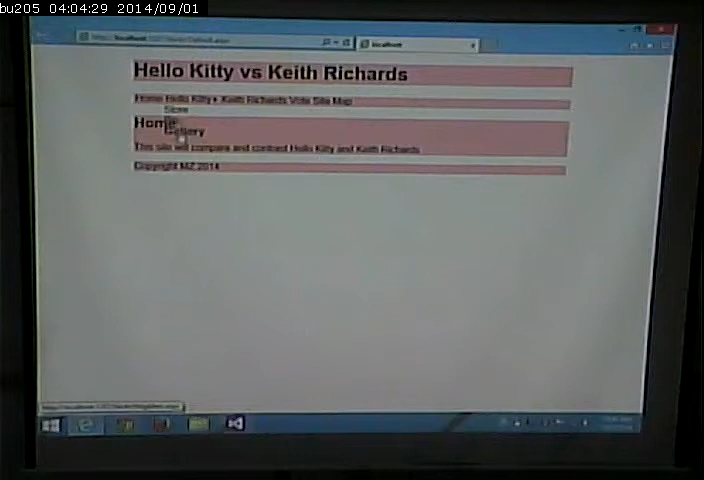 bu205 04:04:29 2014/09/01
localhost
Hello Kitty vs Keith Richards
Home Hello Kitty Keith Richards Vote Site Map
Store
Home
Gallery
This site will compare and contrast Hello Kitty and Keith Richards
Copyright MZ 2014